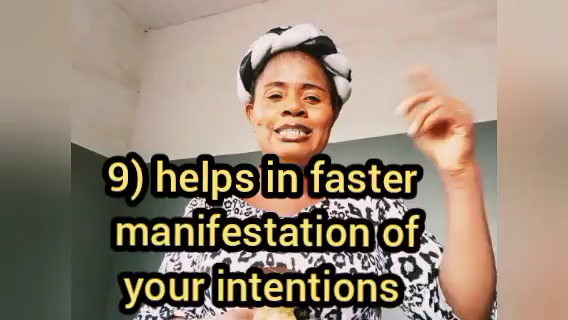 9) helps in faster
manifestation of
your intentions